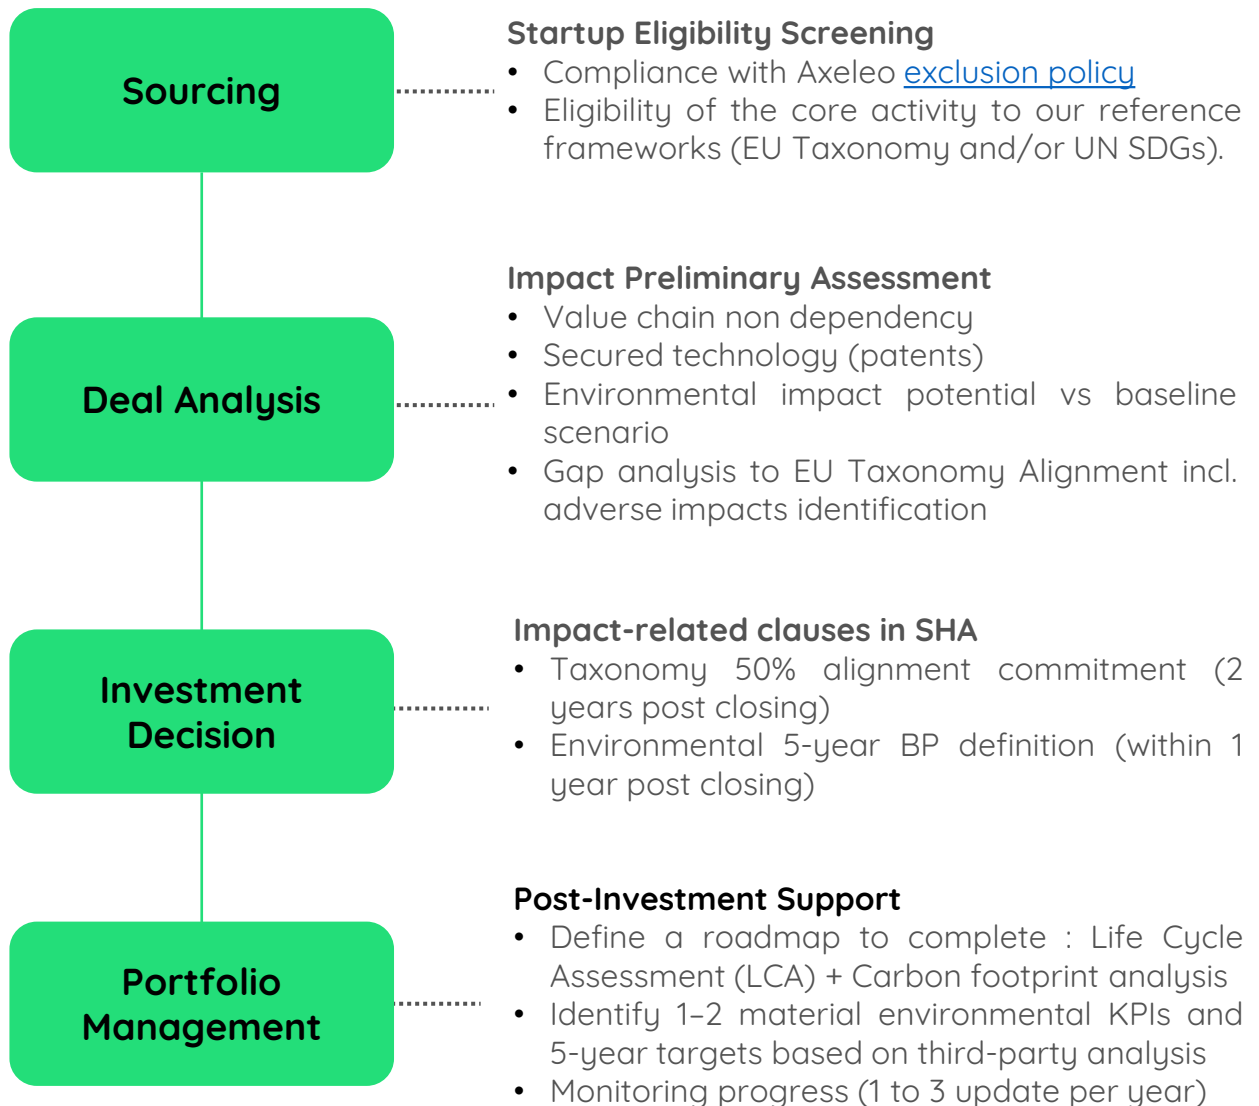 Sourcing
Startup Eligibility Screening
• Compliance with Axeleo exclusion policy
• Eligibility of the core activity to our reference
frameworks (EU Taxonomy and/or UN SDGs).
Deal Analysis
Impact Preliminary Assessment
• Value chain non dependency
• Secured technology (patents)
• Environmental impact potential vs baseline
scenario
• Gap analysis to EU Taxonomy Alignment incl.
adverse impacts identification
Investment
Decision
Impact-related clauses in SHA
• Taxonomy 50% alignment commitment (2
years post closing)
• Environmental 5-year BP definition (within 1
year post closing)
Portfolio
Management
Post-Investment Support
• Define a roadmap to complete : Life Cycle
Assessment (LCA) + Carbon footprint analysis
• Identify 1–2 material environmental KPIs and
5-year targets based on third-party analysis
• Monitoring progress (1 to 3 update per year)